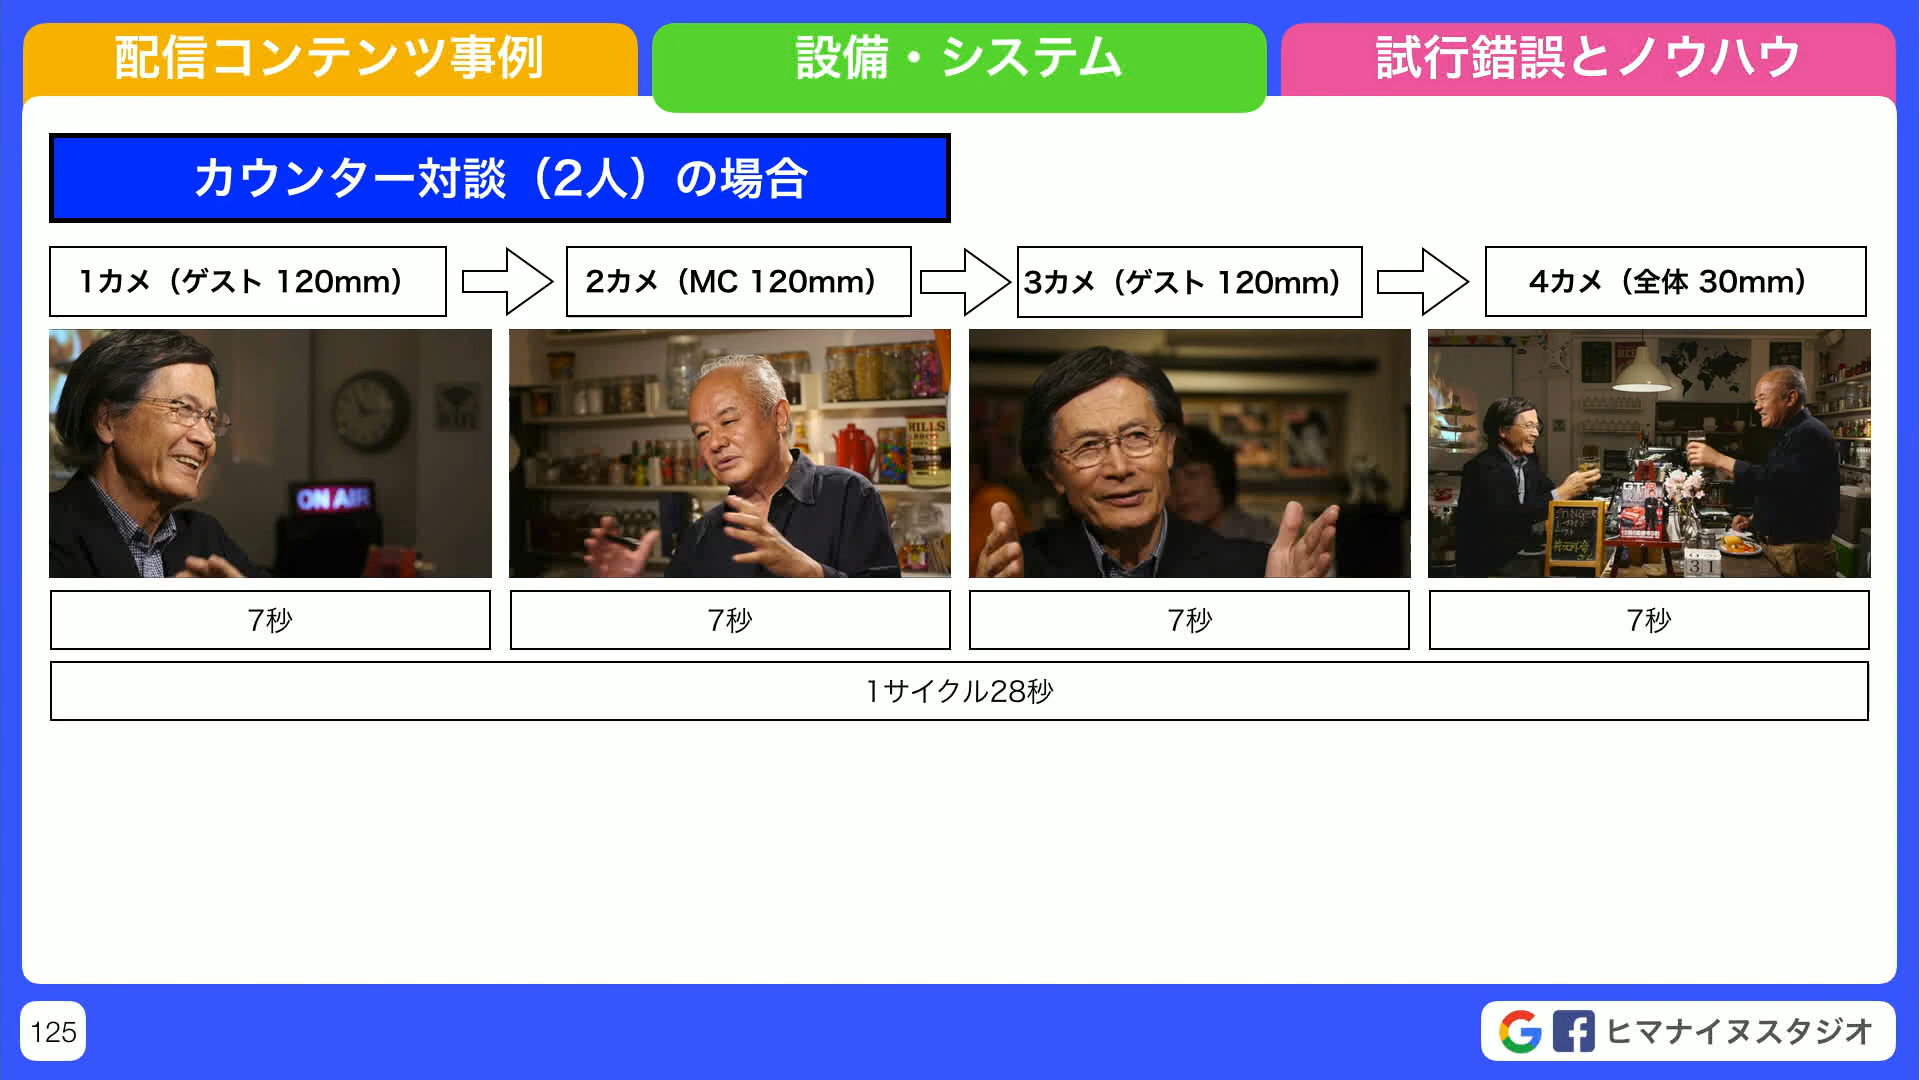 配信コンテンツ事例
設備・システム
試行錯誤とノウハウ
カウンター対談（2人）の場合
1カメ（ゲスト 120mm）
2カメ（MC 120mm）
3カメ（ゲスト 120mm）
4カメ（全体 30mm）
ON AIR
HILLS
GT-R
31
7秒
7秒
7秒
7秒
1サイクル28秒
125
ヒマナイヌスタジオ